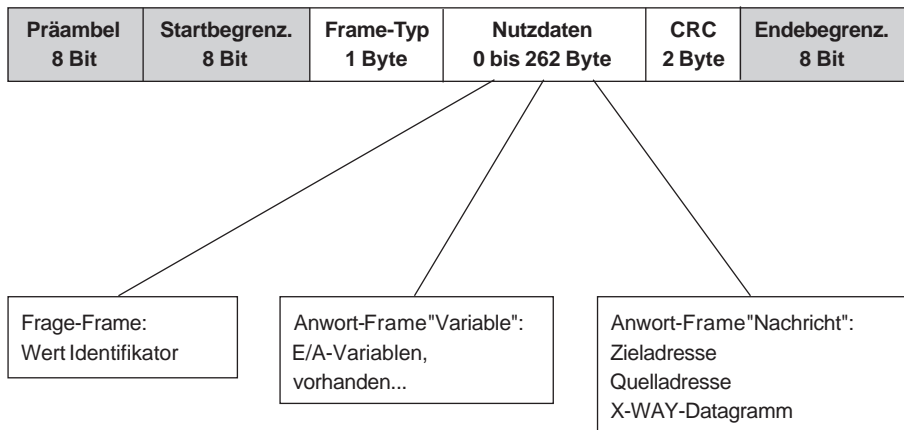 Präambel
8 Bit
Startbegrenz.
8 Bit
Frame-Typ
1 Byte
Nutzdaten
0 bis 262 Byte
CRC
2 Byte
Endebegrenz.
8 Bit
Frage-Frame:
Wert Identifikator
Anwort-Frame"Variable":
E/A-Variablen,
vorhanden...
Anwort-Frame"Nachricht":
Zieladresse
Quelladresse
X-WAY-Datagramm